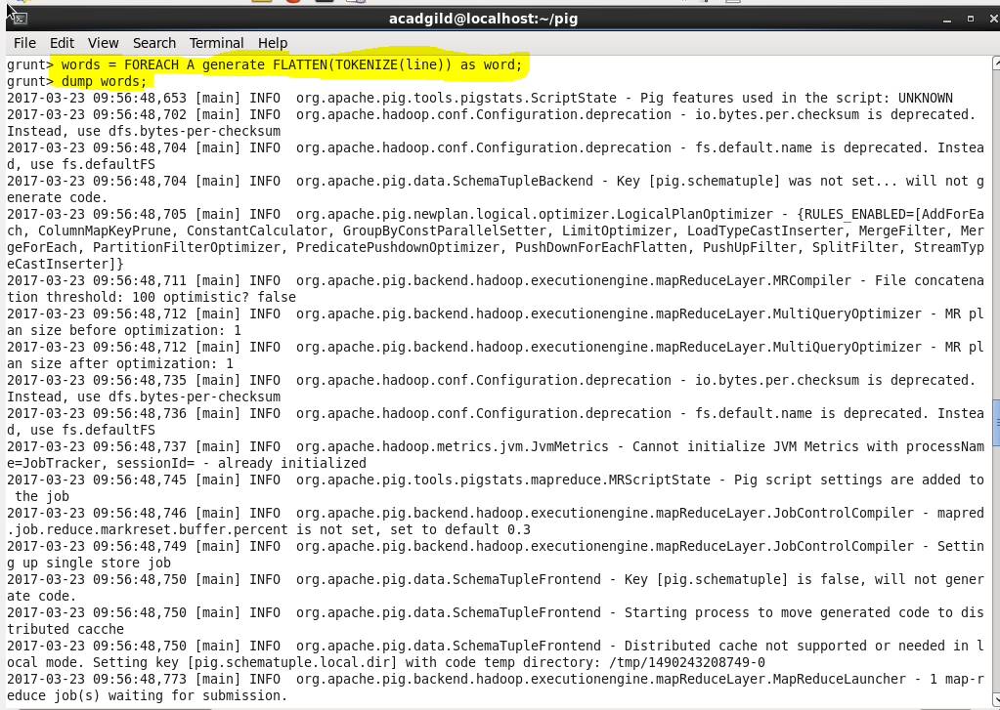 acadgild@localhost:~/pig
File Edit View Search Terminal Help
grunt> words = FOREACH A generate FLATTEN(TOKENIZE(line)) as word;
grunt> dump words;
2017-03-23 09:56:48,653 [main] INFO  org.apache.pig.tools.pigstats.ScriptState - Pig features used in the script: UNKNOWN
2017-03-23 09:56:48,702 [main] INFO  org.apache.hadoop.conf.Configuration.deprecation - io.bytes.per.checksum is deprecated.
Instead, use dfs.bytes-per-checksum
2017-03-23 09:56:48,704 [main] INFO  org.apache.hadoop.conf.Configuration.deprecation - fs.default.name is deprecated. Instea
d, use fs.defaultFS
2017-03-23 09:56:48,704 [main] INFO  org.apache.pig.data.SchemaTupleBackend - Key [pig.schematuple] was not set... will not g
enerate code.
2017-03-23 09:56:48,705 [main] INFO  org.apache.pig.newplan.logical.optimizer.LogicalPlanOptimizer - {RULES_ENABLED=[AddForEa
ch, ColumnMapKeyPrune, ConstantCalculator, GroupByConstParallelSetter, LimitOptimizer, LoadTypeCastInserter, MergeFilter, Mer
geForEach, PartitionFilterOptimizer, PredicatePushdownOptimizer, PushDownForEachFlatten, PushUpFilter, SplitFilter, StreamTyp
eCastInserter]}
2017-03-23 09:56:48,711 [main] INFO  org.apache.pig.backend.hadoop.executionengine.mapReduceLayer.MRCompiler - File concatena
tion threshold: 100 optimistic? false
2017-03-23 09:56:48,712 [main] INFO  org.apache.pig.backend.hadoop.executionengine.mapReduceLayer.MultiQueryOptimizer - MR pl
an size before optimization: 1
2017-03-23 09:56:48,712 [main] INFO  org.apache.pig.backend.hadoop.executionengine.mapReduceLayer.MultiQueryOptimizer - MR pl
an size after optimization: 1
2017-03-23 09:56:48,735 [main] INFO  org.apache.hadoop.conf.Configuration.deprecation - io.bytes.per.checksum is deprecated.
Instead, use dfs.bytes-per-checksum
2017-03-23 09:56:48,736 [main] INFO  org.apache.hadoop.conf.Configuration.deprecation - fs.default.name is deprecated. Instea
d, use fs.defaultFS
2017-03-23 09:56:48,737 [main] INFO  org.apache.hadoop.metrics.jvm.JvmMetrics - Cannot initialize JVM Metrics with processNam
e=JobTracker, sessionId= - already initialized
2017-03-23 09:56:48,745 [main] INFO  org.apache.pig.tools.pigstats.mapreduce.MRScriptState - Pig script settings are added to
 the job
2017-03-23 09:56:48,746 [main] INFO  org.apache.pig.backend.hadoop.executionengine.mapReduceLayer.JobControlCompiler - mapred
.job.reduce.markreset.buffer.percent is not set, set to default 0.3
2017-03-23 09:56:48,749 [main] INFO  org.apache.pig.backend.hadoop.executionengine.mapReduceLayer.JobControlCompiler - Settin
g up single store job
2017-03-23 09:56:48,750 [main] INFO  org.apache.pig.data.SchemaTupleFrontend - Key [pig.schematuple] is false, will not gener
ate code.
2017-03-23 09:56:48,750 [main] INFO  org.apache.pig.data.SchemaTupleFrontend - Starting process to move generated code to dis
tributed cacche
2017-03-23 09:56:48,750 [main] INFO  org.apache.pig.data.SchemaTupleFrontend - Distributed cache not supported or needed in l
ocal mode. Setting key [pig.schematuple.local.dir] with code temp directory: /tmp/1490243208749-0
2017-03-23 09:56:48,773 [main] INFO  org.apache.pig.backend.hadoop.executionengine.mapReduceLayer.MapReduceLauncher - 1 map-r
educe job(s) waiting for submission.